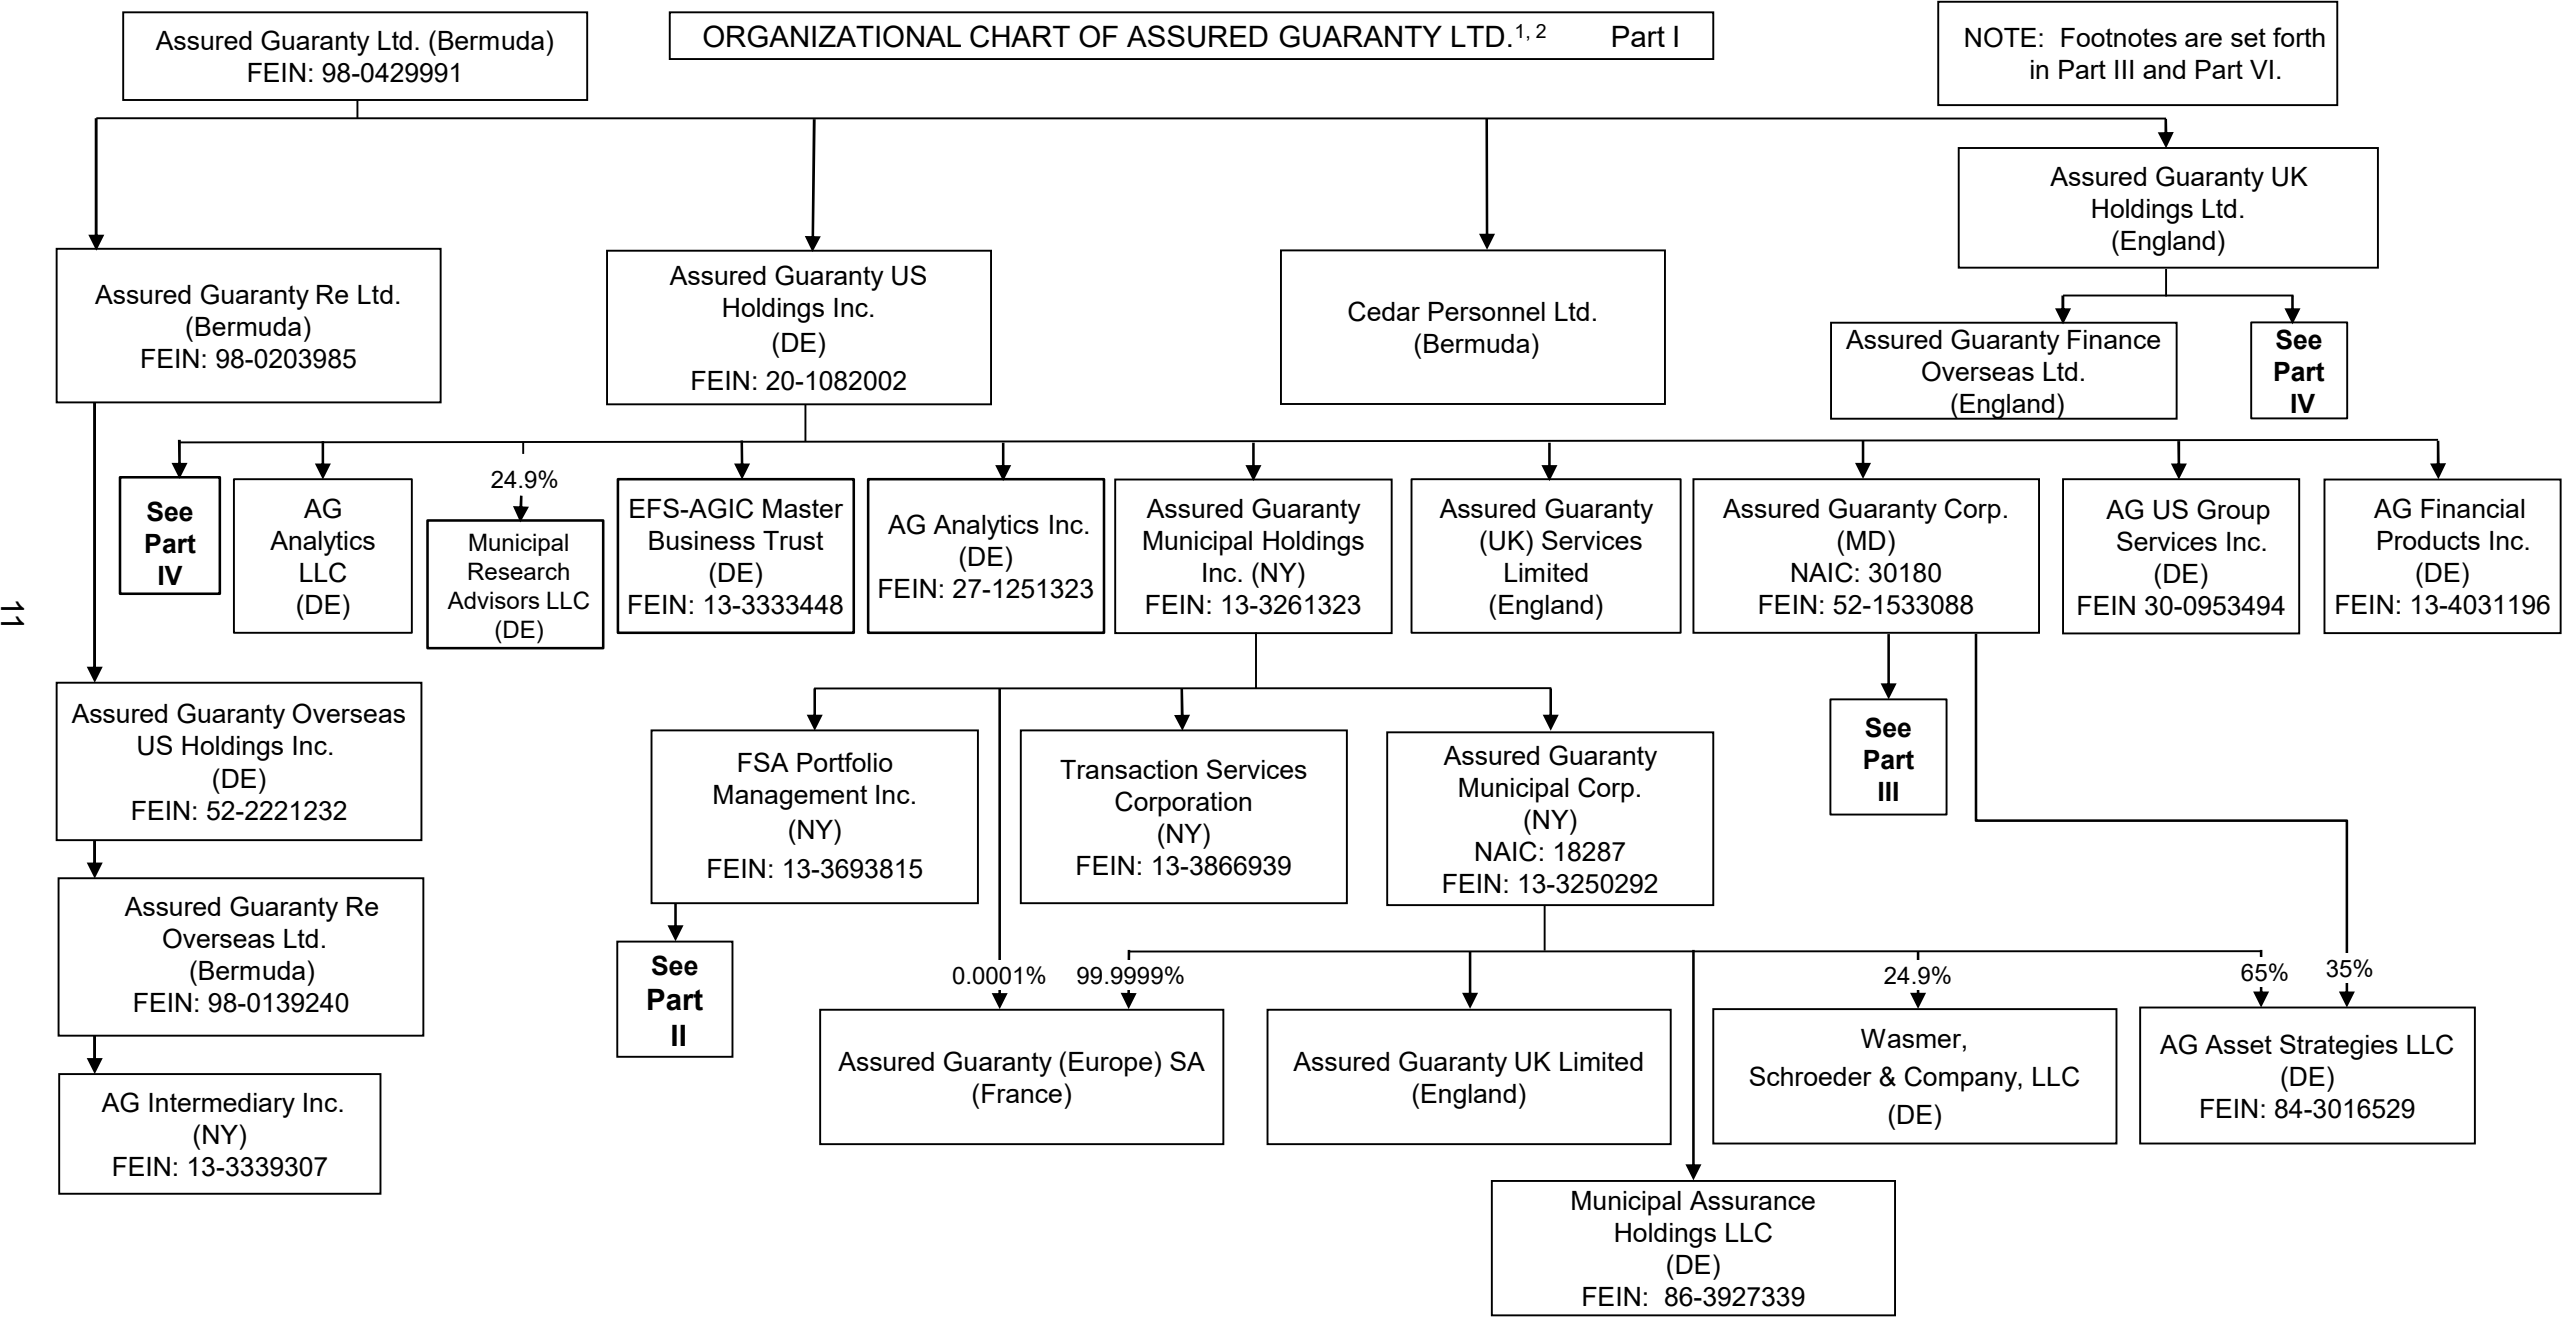 Assured Guaranty Ltd. (Bermuda)
FEIN: 98-0429991
ORGANIZATIONAL CHART OF ASSURED GUARANTY LTD.1, 2 Part I
NOTE: Footnotes are set forth
in Part III and Part VI.
Assured Guaranty Re Ltd.
(Bermuda)
FEIN: 98-0203985
Assured Guaranty US
Holdings Inc.
(DE)
FEIN: 20-1082002
Cedar Personnel Ltd.
(Bermuda)
Assured Guaranty UK
Holdings Ltd.
(England)
Assured Guaranty Finance
Overseas Ltd.
(England)
See
Part
IV
See
Part
IV
AG
Analytics
LLC
(DE)
24.9%
Municipal
Research
Advisors LLC
(DE)
EFS-AGIC Master
Business Trust
(DE)
FEIN: 13-3333448
AG Analytics Inc.
(DE)
FEIN: 27-1251323
Assured Guaranty
Municipal Holdings
Inc. (NY)
FEIN: 13-3261323
Assured Guaranty
(UK) Services
Limited
(England)
Assured Guaranty Corp.
(MD)
NAIC: 30180
FEIN: 52-1533088
AG US Group
Services Inc.
(DE)
FEIN 30-0953494
AG Financial
Products Inc.
(DE)
FEIN: 13-4031196
11
Assured Guaranty Overseas
US Holdings Inc.
(DE)
FEIN: 52-2221232
FSA Portfolio
Management Inc.
(NY)
FEIN: 13-3693815
Transaction Services
Corporation
(NY)
FEIN: 13-3866939
Assured Guaranty
Municipal Corp.
(NY)
NAIC: 18287
FEIN: 13-3250292
See
Part
III
Assured Guaranty Re
Overseas Ltd.
(Bermuda)
FEIN: 98-0139240
See
Part
II
0.0001%
99.9999%
24.9%
65%
35%
Assured Guaranty (Europe) SA
(France)
Assured Guaranty UK Limited
(England)
Wasmer,
Schroeder & Company, LLC
(DE)
AG Asset Strategies LLC
(DE)
FEIN: 84-3016529
AG Intermediary Inc.
(NY)
FEIN: 13-3339307
Municipal Assurance
Holdings LLC
(DE)
FEIN: 86-3927339